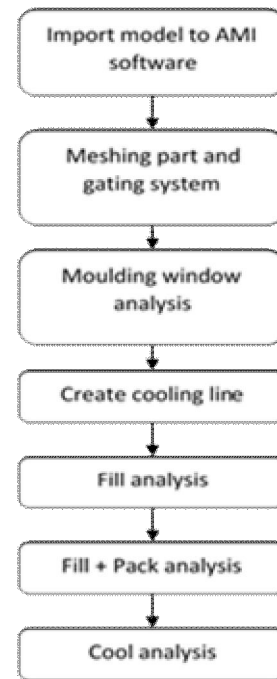 Import model to AMI
software
Meshing part and
gating system
Moulding window
analysis
Create cooling line
Fill analysis
Fill + Pack analysis
Cool analysis